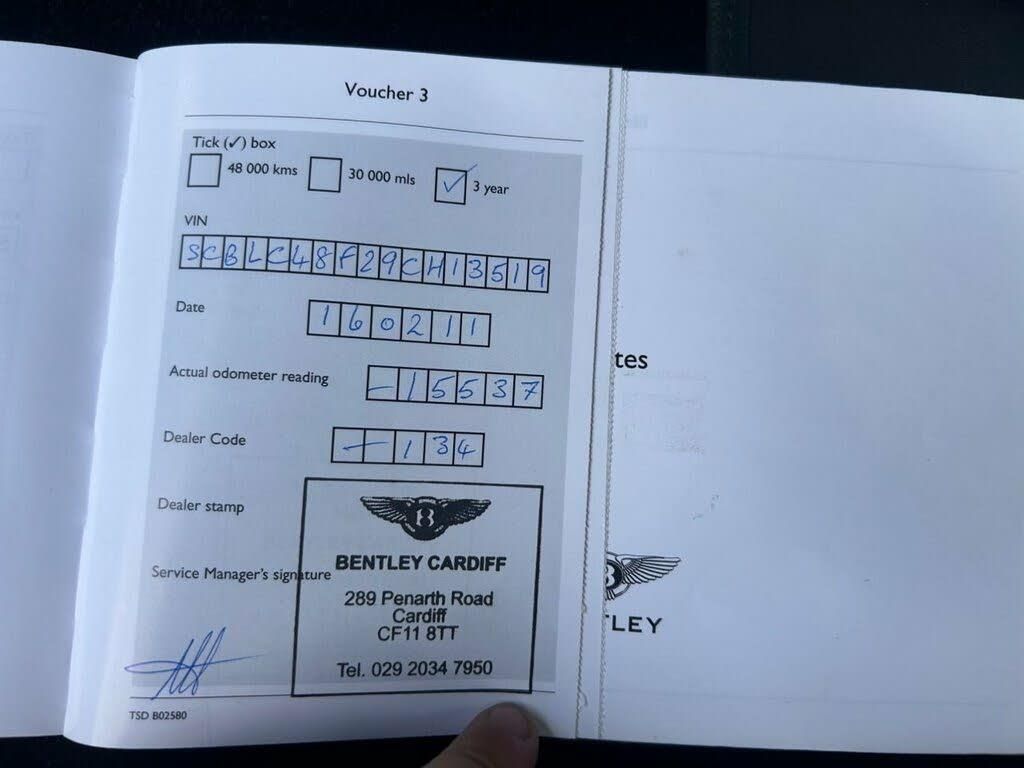 Voucher 3
Tick (✓) box
48 000 kms
30 000 mls
✓ 3 year
VIN
SCBLC48F29CH13519
Date
160211
Actual odometer reading
-15537
Dealer Code
--134
Dealer stamp
B
BENTLEY CARDIFF
289 Penarth Road
Cardiff
CF11 8TT
Tel. 029 2034 7950
Service Manager's signature
TSD B02580
tes
B
TLEY